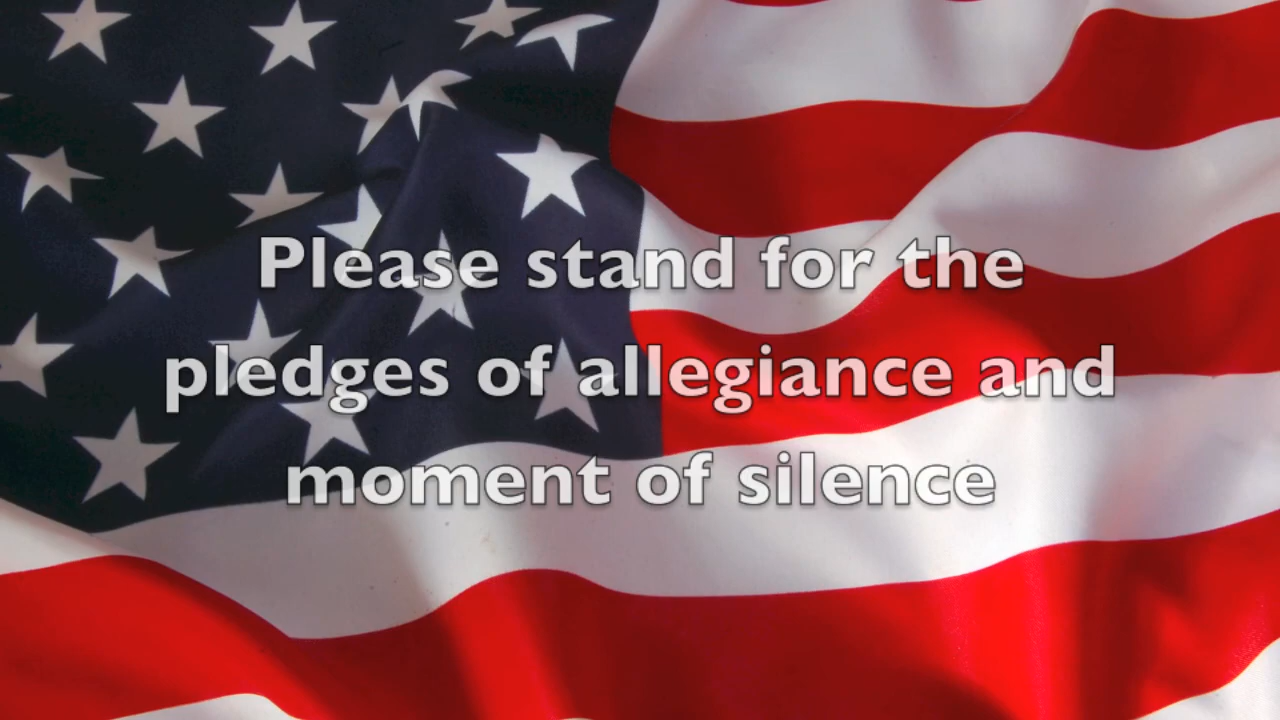 Please stand for the
pledges of allegiance and
moment of silence